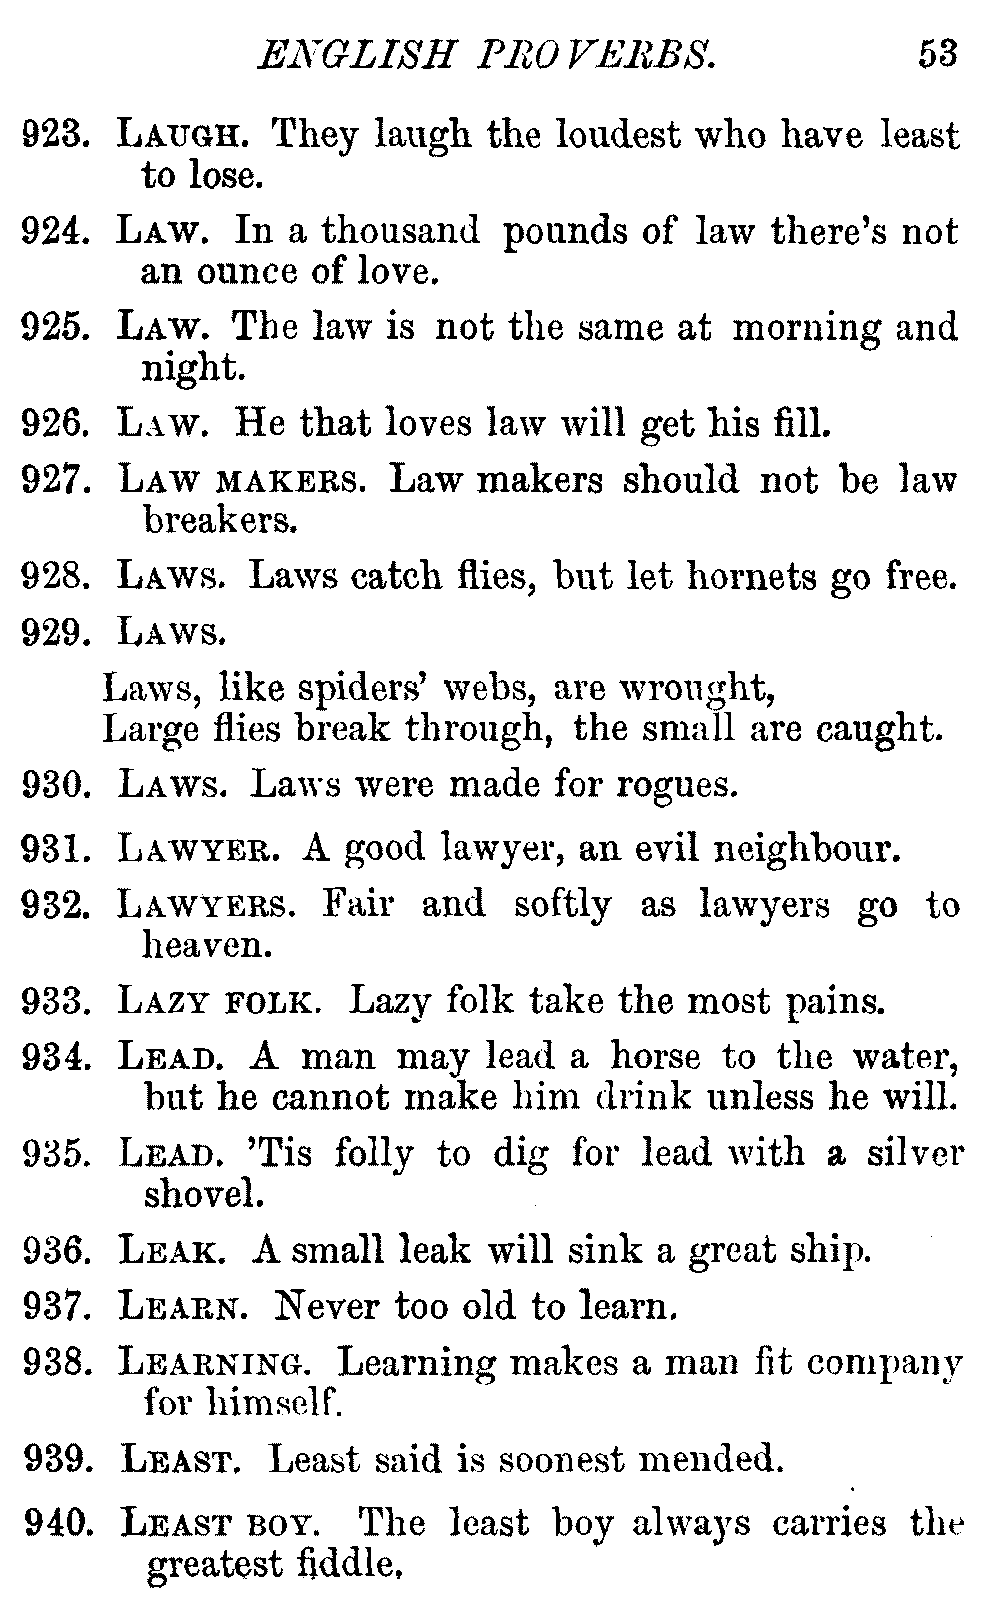 ENGLISH PROVERBS. 53
923. LAUGH. They laugh the loudest who have least
to lose.
924. LAW. In a thousand pounds of law there's not
an ounce of love.
925. LAW. The law is not the same at morning and
night.
926. LAW. He that loves law will get his fill.
927. LAW MAKERS. Law makers should not be law
breakers.
928. LAWS. Laws catch flies, but let hornets go free.
929. LAWS.
Laws, like spiders' webs, are wrought,
Large flies break through, the small are caught.
930. LAWS. Laws were made for rogues.
931. LAWYER. A good lawyer, an evil neighbour.
932. LAWYERS. Fair and softly as lawyers go to
heaven.
933. LAZY FOLK. Lazy folk take the most pains.
934. LEAD. A man may lead a horse to the water,
but he cannot make him drink unless he will.
935. LEAD. 'Tis folly to dig for lead with a silver
shovel.
936. LEAK. A small leak will sink a great ship.
937. LEARN. Never too old to learn.
938. LEARNING. Learning makes a man fit company
for himself.
939. LEAST. Least said is soonest mended.
940. LEAST BOY. The least boy always carries the
greatest fiddle.